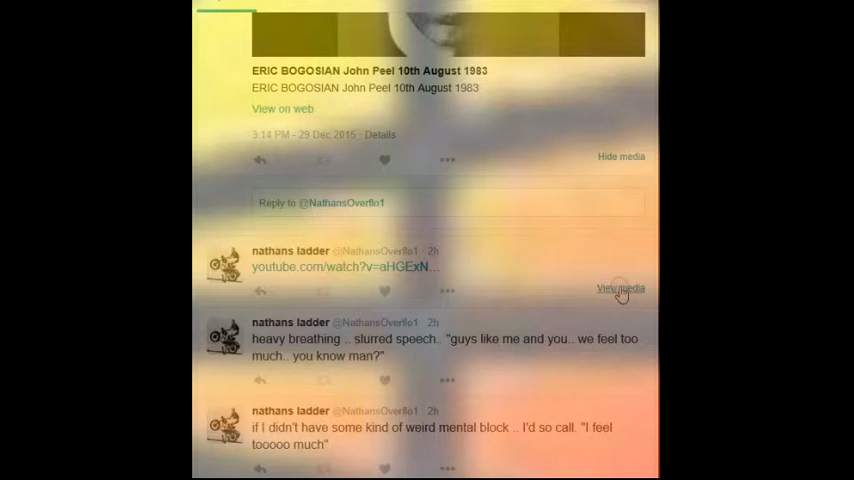 ERIC BOGOSIAN John Peel 10th August 1983
ERIC BOGOSIAN John Peel 10th August 1983
View on web
3:14 PM - 29 Dec 2015 · Details
Hide media
Reply to @NathansOverflo1
nathans ladder @NathansOverflo1 · 2h
youtube.com/watch?v=aHGExN...
View media
nathans ladder @NathansOverflo1 · 2h
heavy breathing .. slurred speech.. "guys like me and you.. we feel too
much.. you know man?"
nathans ladder @NathansOverflo1 · 2h
if I didn't have some kind of weird mental block .. I'd so call. "I feel
tooooo much"